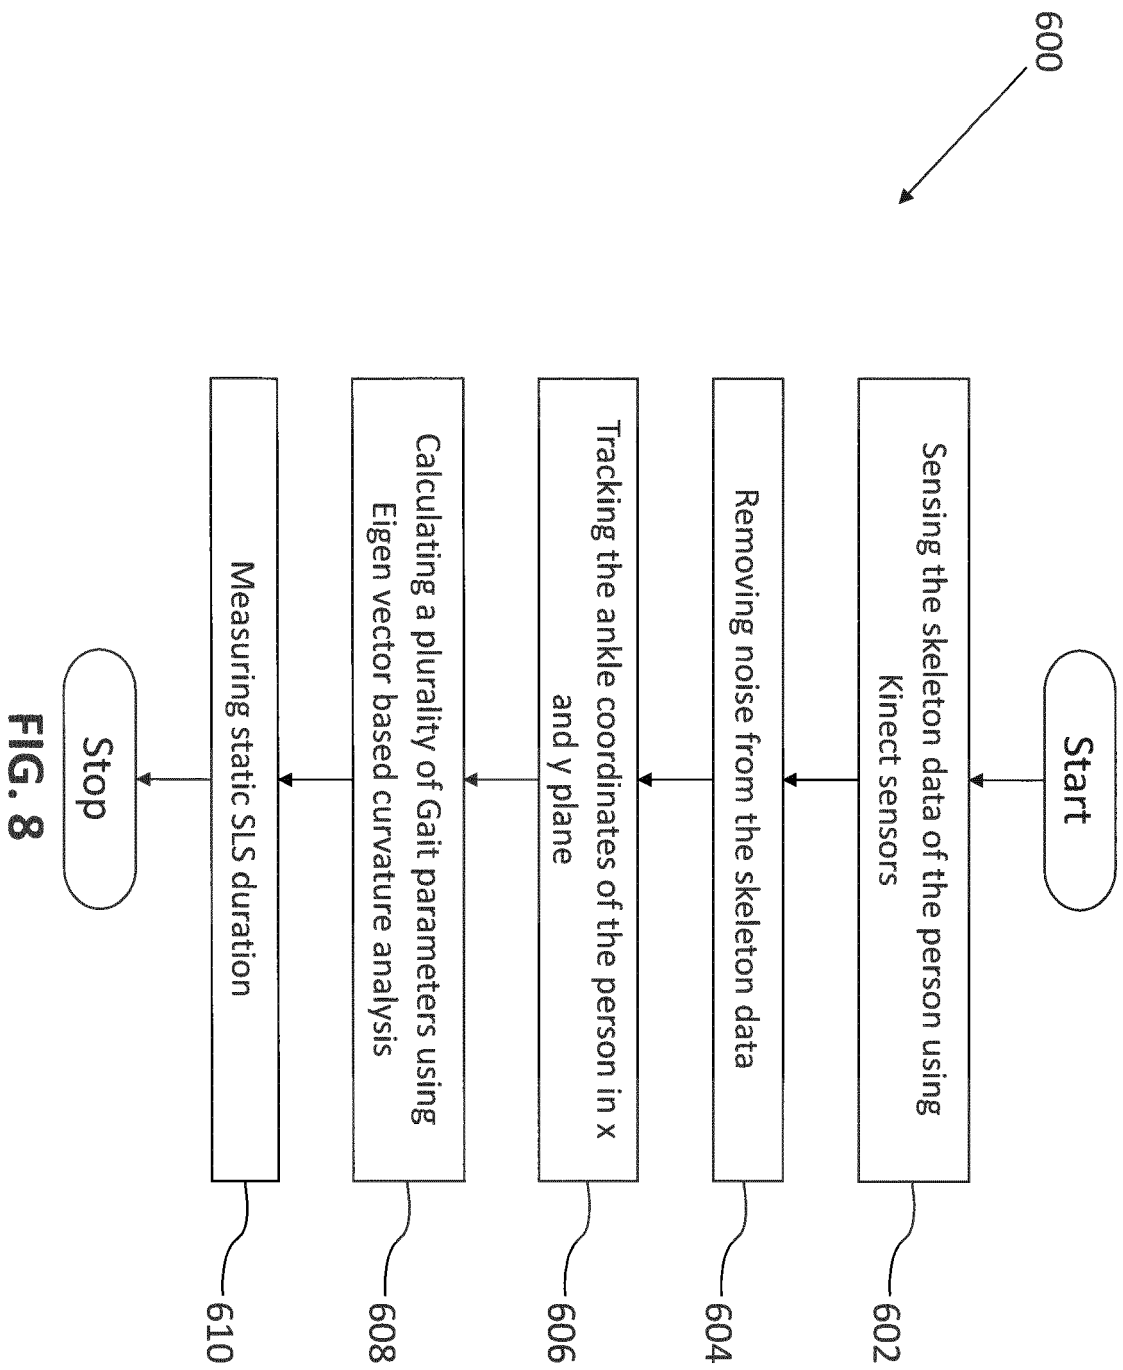 600
Start
Sensing the skeleton data of the person using
Kinect sensors
602
Removing noise from the skeleton data
604
Tracking the ankle coordinates of the person in x
and y plane
606
Calculating a plurality of Gait parameters using
Eigen vector based curvature analysis
608
Measuring static SLS duration
610
Stop
FIG. 8